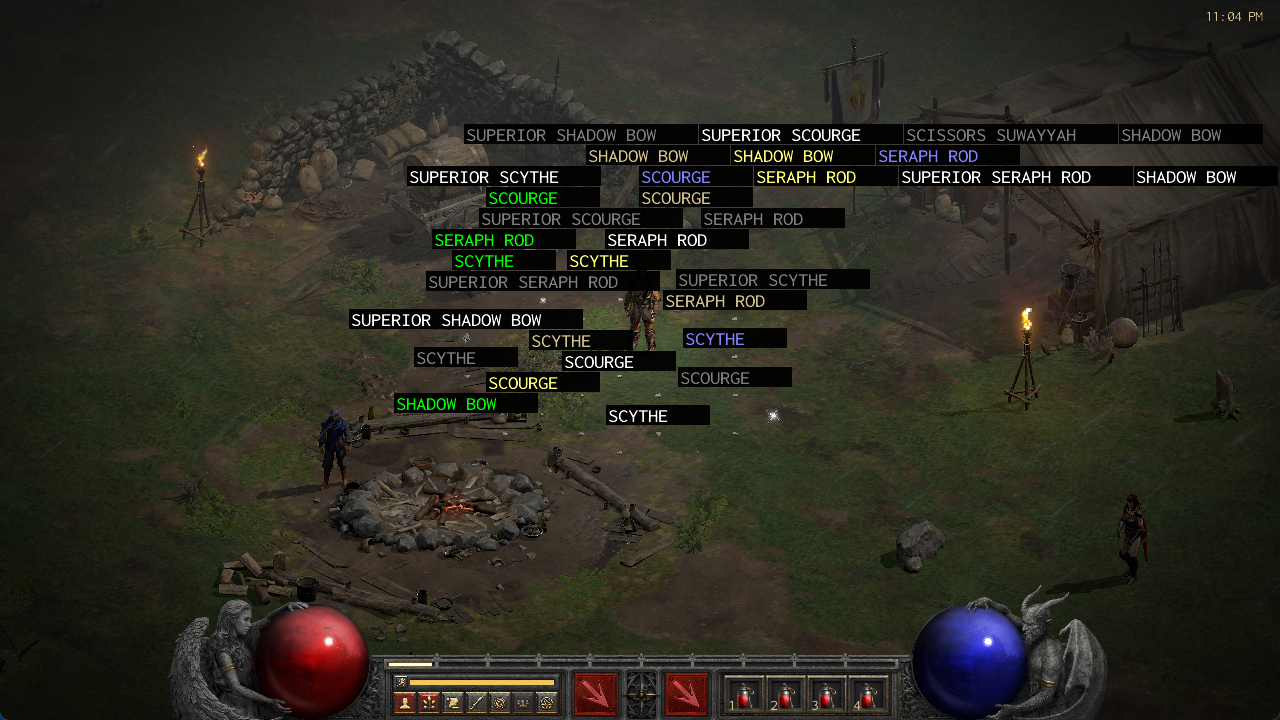 11:04 PM
SUPERIOR SHADOW BOW SUPERIOR SCOURGE SCISSORS SUWAYYAH SHADOW BOW
SHADOW BOW SHADOW BOW SERAPH ROD
SUPERIOR SCYTHE SCOURGE SERAPH ROD SUPERIOR SERAPH ROD SHADOW BOW
SCOURGE SCOURGE
SUPERIOR SCOURGE SERAPH ROD
SERAPH ROD SERAPH ROD
SCYTHE SCYTHE
SUPERIOR SERAPH ROD SUPERIOR SCYTHE
SERAPH ROD
SUPERIOR SHADOW BOW
SCYTHE SCYTHE
SCYTHE SCOURGE
SCOURGE SCOURGE
SHADOW BOW
SCYTHE
1 2 3 4